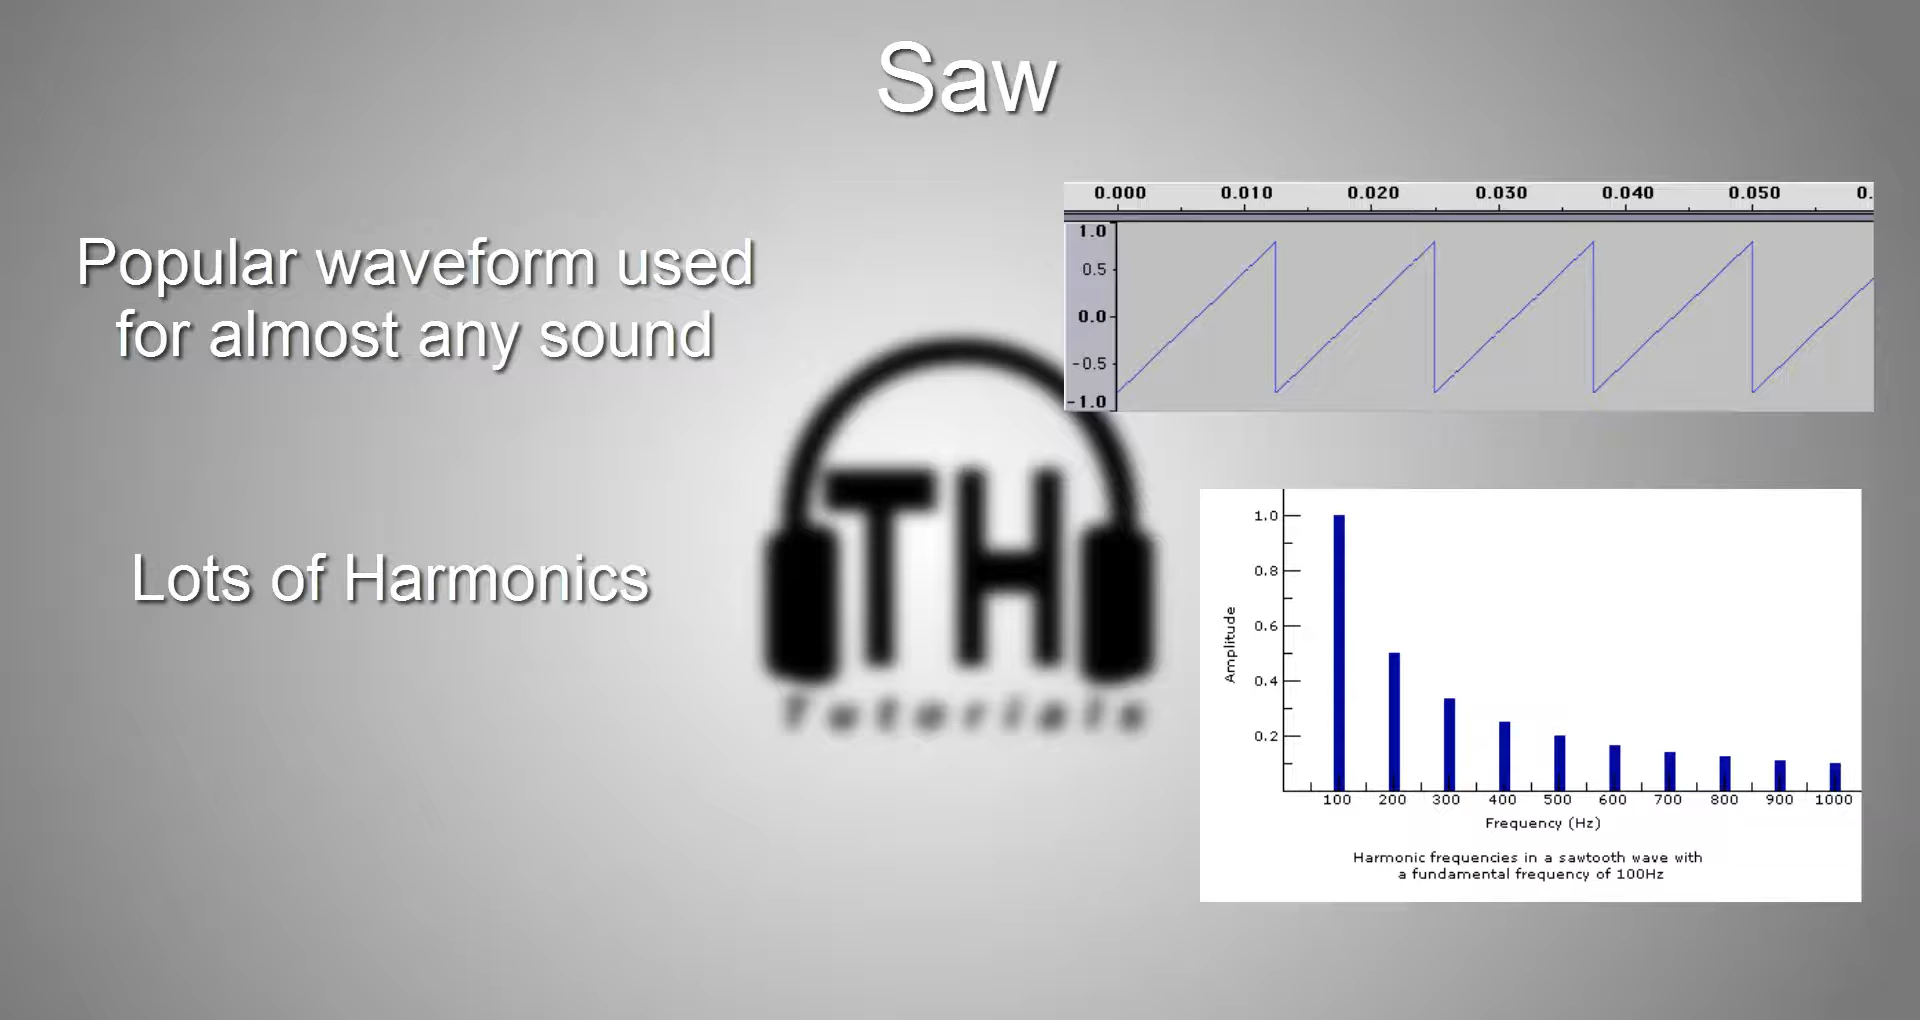 Saw
Popular waveform used
for almost any sound
Lots of Harmonics
0.000 0.010 0.020 0.030 0.040 0.050 0.
1.0
0.5
0.0
-0.5
-1.0
TH
Tutorials
1.0
0.8
0.6
0.4
0.2
Amplitude
100 200 300 400 500 600 700 800 900 1000
Frequency (Hz)
Harmonic frequencies in a sawtooth wave with
a fundamental frequency of 100Hz